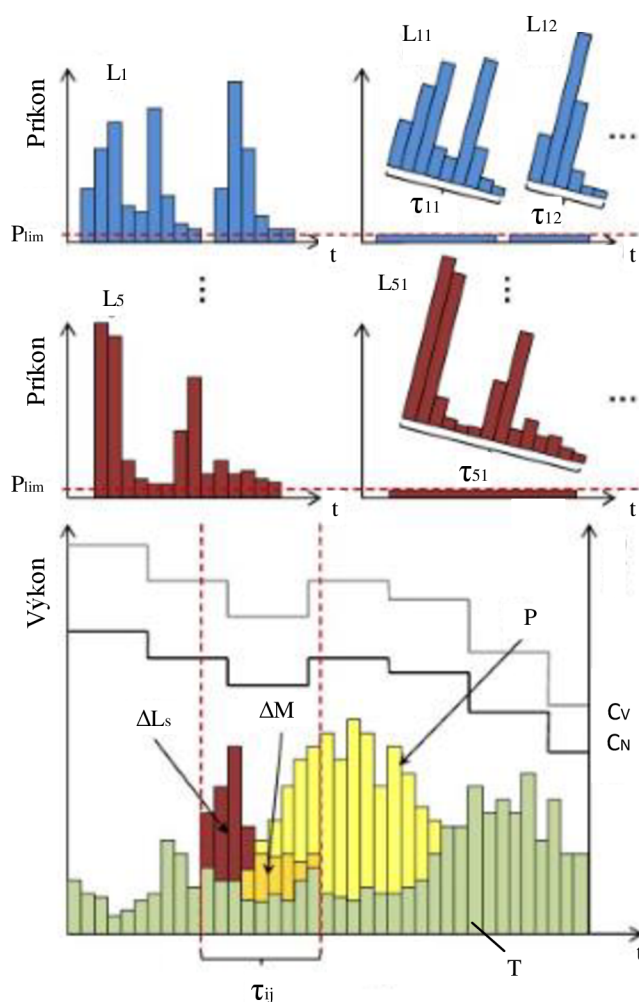 L1
L11
L12
Príkon
...
τ11
τ12
Plim
t
t
L5
L51
Príkon
...
τ51
Plim
t
t
Výkon
P
ΔLs
ΔM
CV
CN
T
t
τij